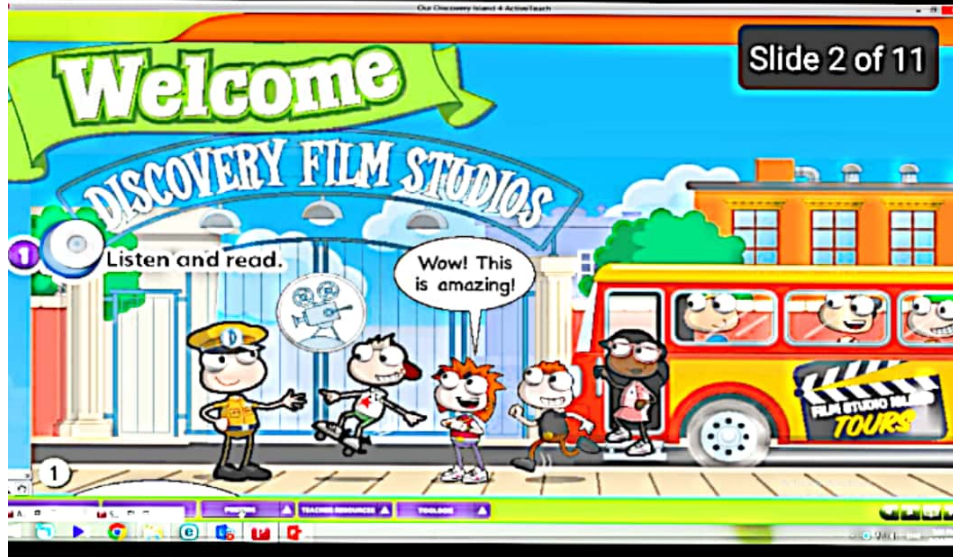 Our Discovery Island 4 ActiveTeach
Slide 2 of 11
Welcome
DISCOVERY FILM STUDIOS
1
Listen and read.
Wow! This
is amazing!
FILM STUDIO ISLAND
TOURS
1
TEACHER RESOURCES
TOOLBOX